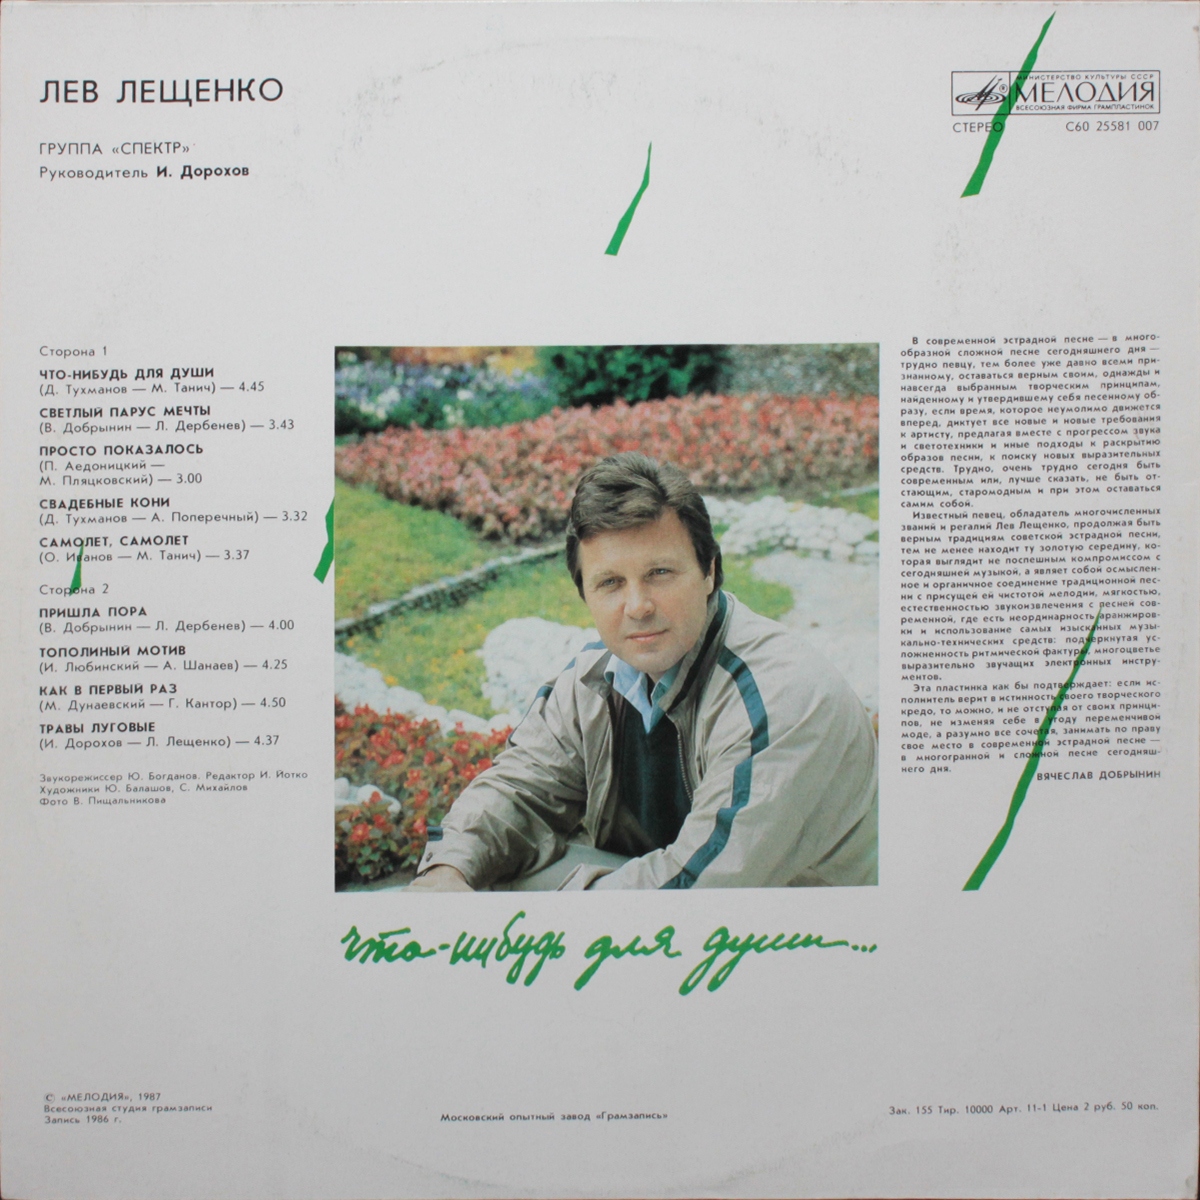 ЛЕВ ЛЕЩЕНКО
ГРУППА «СПЕКТР»
Руководитель И. Дорохов
МИНИСТЕРСТВО КУЛЬТУРЫ СССР
МЕЛОДИЯ
ВСЕСОЮЗНАЯ ФИРМА ГРАМПЛАСТИНОК
СТЕРЕО С60 25581 007
Сторона 1
ЧТО-НИБУДЬ ДЛЯ ДУШИ
(Д. Тухманов — М. Танич) — 4.45
СВЕТЛЫЙ ПАРУС МЕЧТЫ
(В. Добрынин — Л. Дербенев) — 3.43
ПРОСТО ПОКАЗАЛОСЬ
(П. Аедоницкий —
М. Пляцковский) — 3.00
СВАДЕБНЫЕ КОНИ
(Д. Тухманов — А. Поперечный) — 3.32
САМОЛЕТ, САМОЛЕТ
(О. Иванов — М. Танич) — 3.37
Сторона 2
ПРИШЛА ПОРА
(В. Добрынин — Л. Дербенев) — 4.00
ТОПОЛИНЫЙ МОТИВ
(И. Любинский — А. Шанаев) — 4.25
КАК В ПЕРВЫЙ РАЗ
(М. Дунаевский — Г. Кантор) — 4.50
ТРАВЫ ЛУГОВЫЕ
(И. Дорохов — Л. Лещенко) — 4.37
Звукорежиссер Ю. Богданов. Редактор И. Йотко
Художники Ю. Балашов, С. Михайлов
Фото В. Пищальникова
В современной эстрадной песне — в много-
образной сложной песне сегодняшнего дня —
трудно певцу, тем более уже давно всеми при-
знанному, оставаться верным своим, однажды и
навсегда выбранным творческим принципам,
найденному и утвердившему себя песенному об-
разу, если время, которое неумолимо движется
вперед, диктует все новые и новые требования
к артисту, предлагая вместе с прогрессом звука
и светотехники и иные подходы к раскрытию
образов песни, к поиску новых выразительных
средств. Трудно, очень трудно сегодня быть
современным или, лучше сказать, не быть от-
стающим, старомодным и при этом оставаться
самим собой.
Известный певец, обладатель многочисленных
званий и регалий Лев Лещенко, продолжая быть
верным традициям советской эстрадной песни,
тем не менее находит ту золотую середину, ко-
торая выглядит не поспешным компромиссом с
сегодняшней музыкой, а являет собой осмыслен-
ное и органичное соединение традиционной пес-
ни с присущей ей чистотой мелодии, мягкостью,
естественностью звукоизвлечения с песней сов-
ременной, где есть неординарность аранжиров-
ки и использование самых изысканных музы-
кально-технических средств: подчеркнутая ус-
ложненность ритмической фактуры, многоцветье
выразительно звучащих электронных инстру-
ментов.
Эта пластинка как бы подтверждает: если ис-
полнитель верит в истинность своего творческого
кредо, то можно, и не отступая от своих принци-
пов, не изменяя себе в угоду переменчивой
моде, а разумно все сочетая, занимать по праву
свое место в современной эстрадной песне —
в многогранной и сложной песне сегодняш-
него дня.
ВЯЧЕСЛАВ ДОБРЫНИН
что-нибудь для души...
© «МЕЛОДИЯ», 1987
Всесоюзная студия грамзаписи
Запись 1986 г.
Московский опытный завод «Грамзапись»
Зак. 155 Тир. 10000 Арт. 11-1 Цена 2 руб. 50 коп.